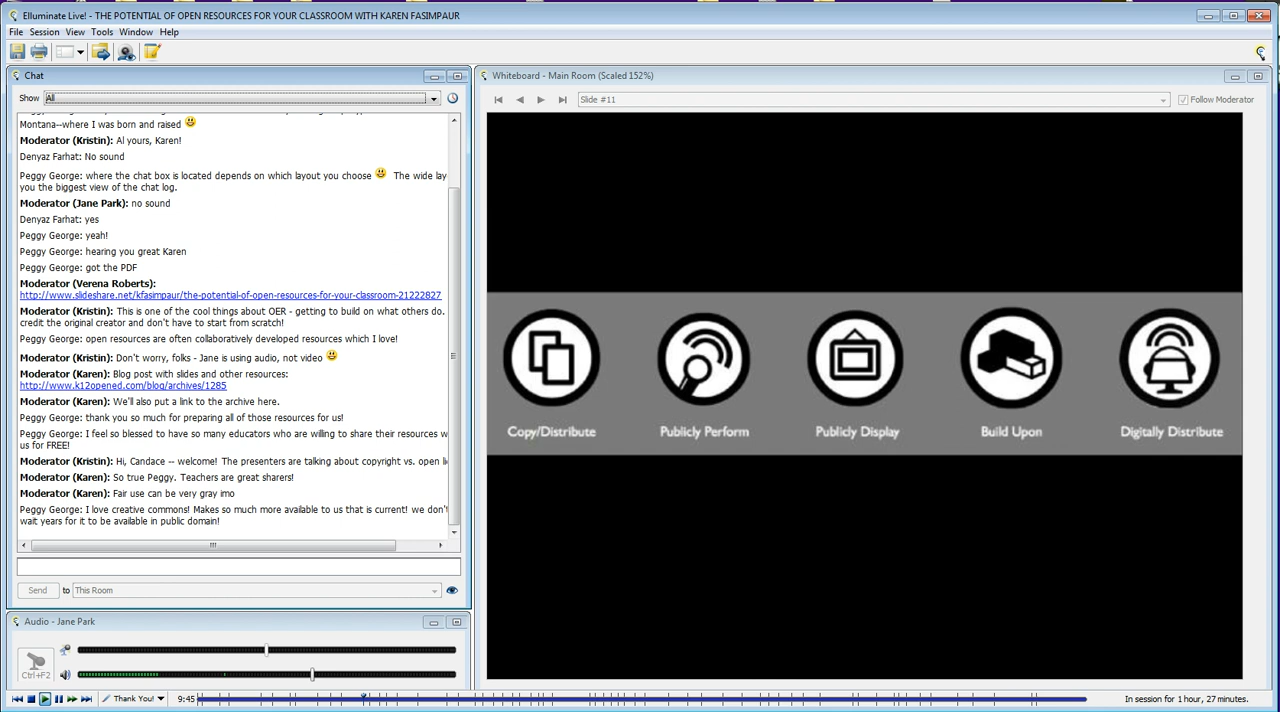 Elluminate Live! - THE POTENTIAL OF OPEN RESOURCES FOR YOUR CLASSROOM WITH KAREN FASIMPAUR
File Session View Tools Window Help
Chat
Show All
Montana--where I was born and raised
Moderator (Kristin): Al yours, Karen!
Denyaz Farhat: No sound
Peggy George: where the chat box is located depends on which layout you choose The wide lay
you the biggest view of the chat log.
Moderator (Jane Park): no sound
Denyaz Farhat: yes
Peggy George: yeah!
Peggy George: hearing you great Karen
Peggy George: got the PDF
Moderator (Verena Roberts):
http://www.slideshare.net/kfasimpaur/the-potential-of-open-resources-for-your-classroom-21222827
Moderator (Kristin): This is one of the cool things about OER - getting to build on what others do.
credit the original creator and don't have to start from scratch!
Peggy George: open resources are often collaboratively developed resources which I love!
Moderator (Kristin): Don't worry, folks - Jane is using audio, not video
Moderator (Karen): Blog post with slides and other resources:
http://www.k12opened.com/blog/archives/1285
Moderator (Karen): We'll also put a link to the archive here.
Peggy George: thank you so much for preparing all of those resources for us!
Peggy George: I feel so blessed to have so many educators who are willing to share their resources w
us for FREE!
Moderator (Kristin): Hi, Candace -- welcome! The presenters are talking about copyright vs. open li
Moderator (Karen): So true Peggy. Teachers are great sharers!
Moderator (Karen): Fair use can be very gray imo
Peggy George: I love creative commons! Makes so much more available to us that is current! we don'
wait years for it to be available in public domain!
Send to This Room
Audio - Jane Park
Ctrl+F2
Whiteboard - Main Room (Scaled 152%)
Slide #11 Follow Moderator
Copy/Distribute Publicly Perform Publicly Display Build Upon Digitally Distribute
Thank You! 9:45 In session for 1 hour, 27 minutes.